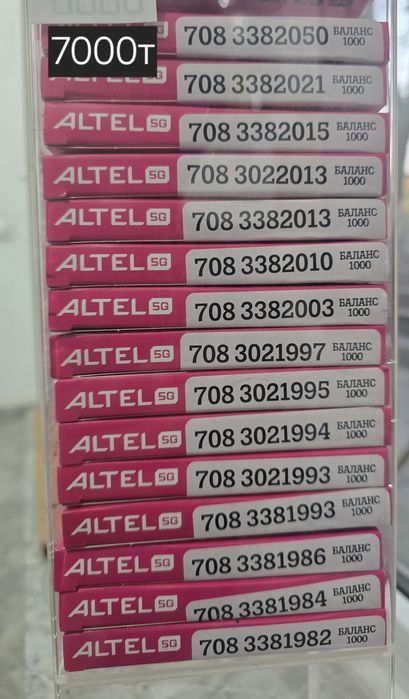 7000т
708 3382050 БАЛАНС 1000
5G 708 3382021 БАЛАНС 1000
ALTEL 5G 708 3382015 БАЛАНС 1000
ALTEL 5G 708 3022013 БАЛАНС 1000
ALTEL 5G 708 3382013 БАЛАНС 1000
ALTEL 5G 708 3382010 БАЛАНС 1000
ALTEL 5G 708 3382003 БАЛАНС 1000
ALTEL 5G 708 3021997 БАЛАНС 1000
ALTEL 5G 708 3021995 БАЛАНС 1000
ALTEL 5G 708 3021994 БАЛАНС 1000
ALTEL 5G 708 3021993 БАЛАНС 1000
ALTEL 5G 708 3381993 БАЛАНС 1000
ALTEL 5G 708 3381986 БАЛАНС 1000
ALTEL 5G 708 3381984 БАЛАНС 1000
ALTEL 5G 708 3381982 БАЛАНС 1000